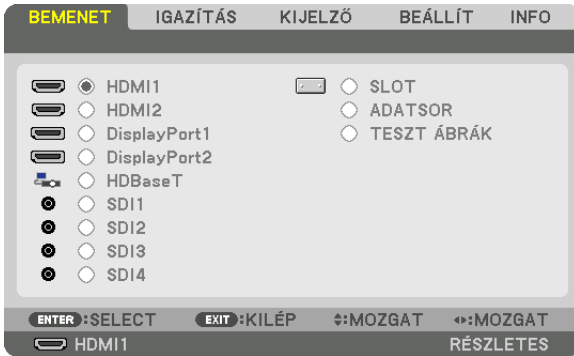 BEMENET IGAZÍTÁS KIJELZŐ BEÁLLÍT INFO
HDMI1 SLOT
HDMI2 ADATSOR
DisplayPort1 TESZT ÁBRÁK
DisplayPort2
HDBaseT
SDI1
SDI2
SDI3
SDI4
ENTER :SELECT EXIT :KILÉP :MOZGAT :MOZGAT
HDMI1 RÉSZLETES